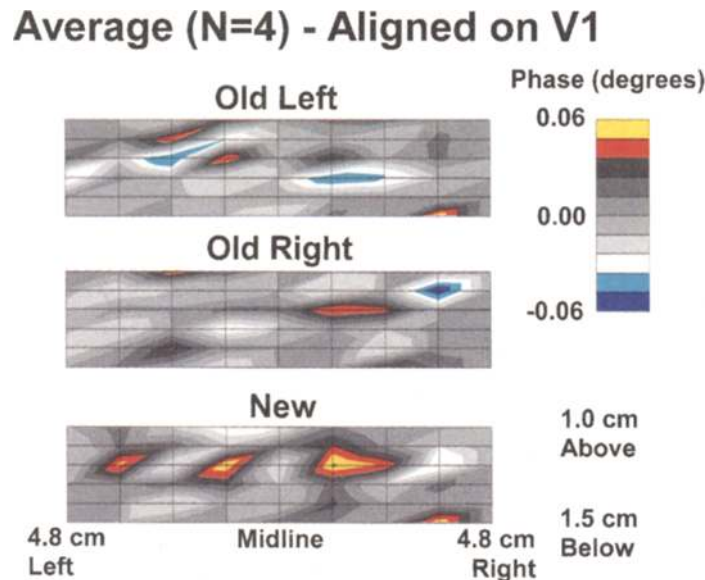 Average (N=4) - Aligned on V1
Phase (degrees)
Old Left
0.06
0.00
-0.06
Old Right
New
1.0 cm
Above
1.5 cm
Below
4.8 cm
Left
Midline
4.8 cm
Right